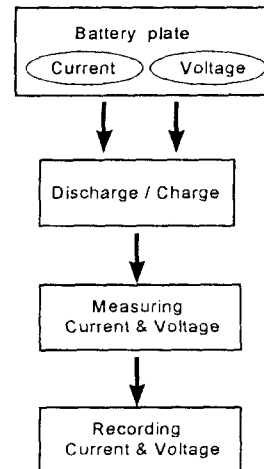 Battery plate
Current Voltage
Discharge / Charge
Measuring
Current & Voltage
Recording
Current & Voltage